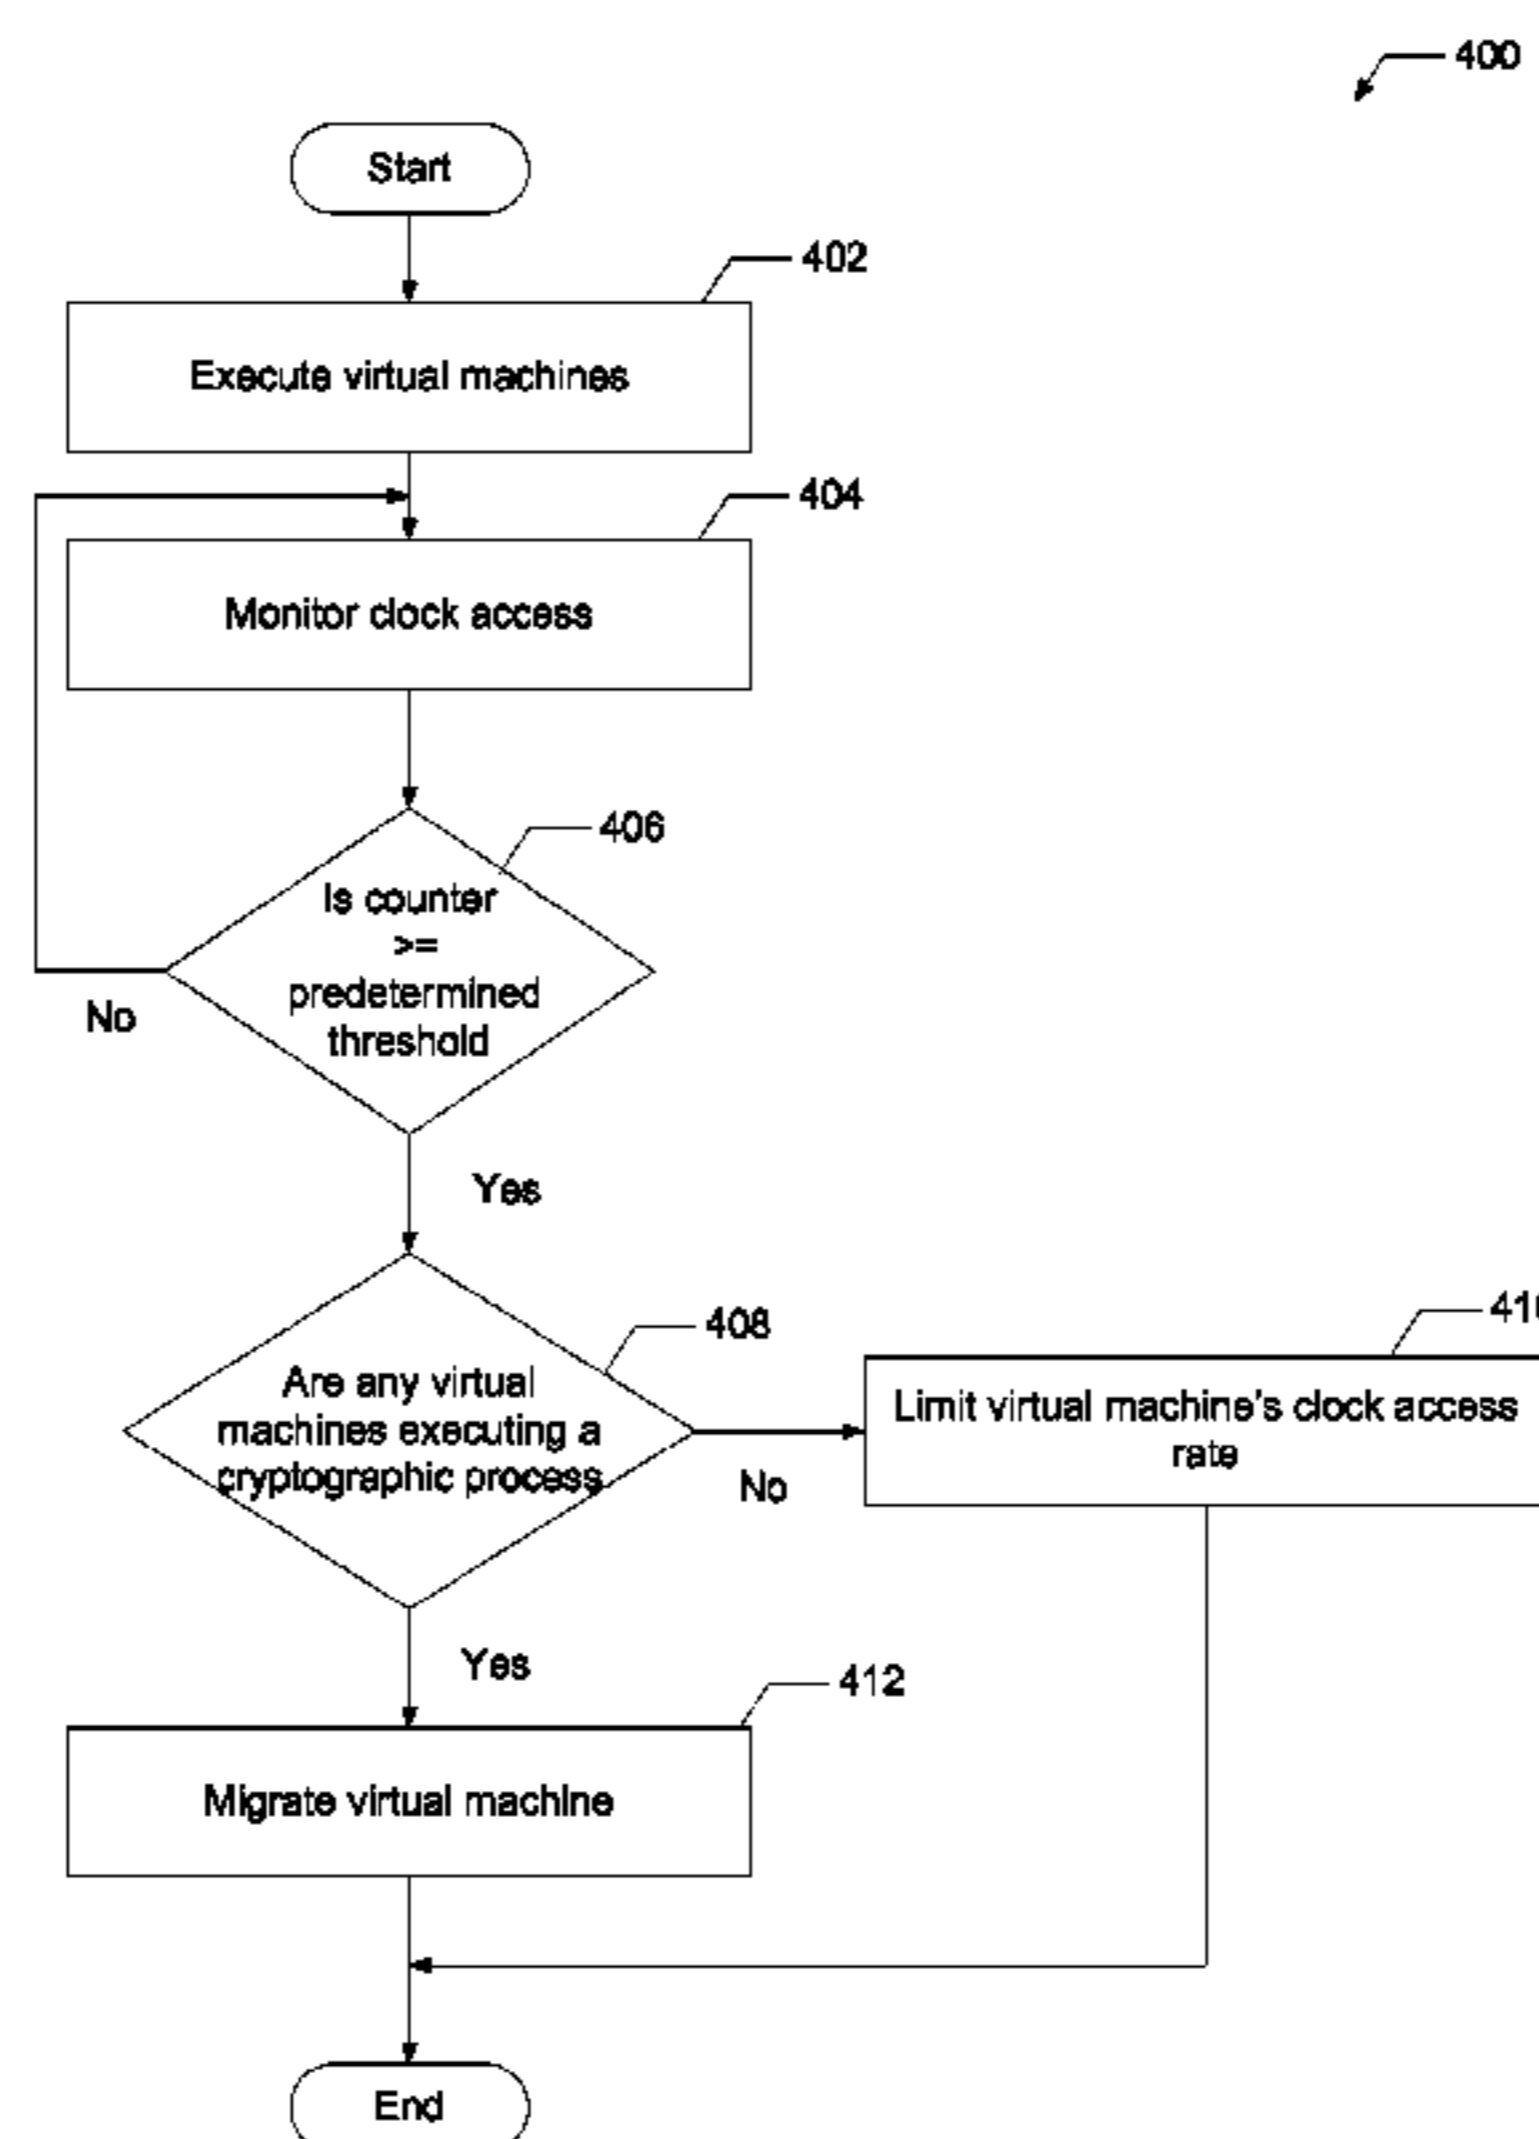 400
Start
402
Execute virtual machines
404
Monitor clock access
406
Is counter
>=
predetermined
threshold
No
Yes
408
Are any virtual
machines executing a
cryptographic process
No
Limit virtual machine's clock access
rate
Yes
412
Migrate virtual machine
End